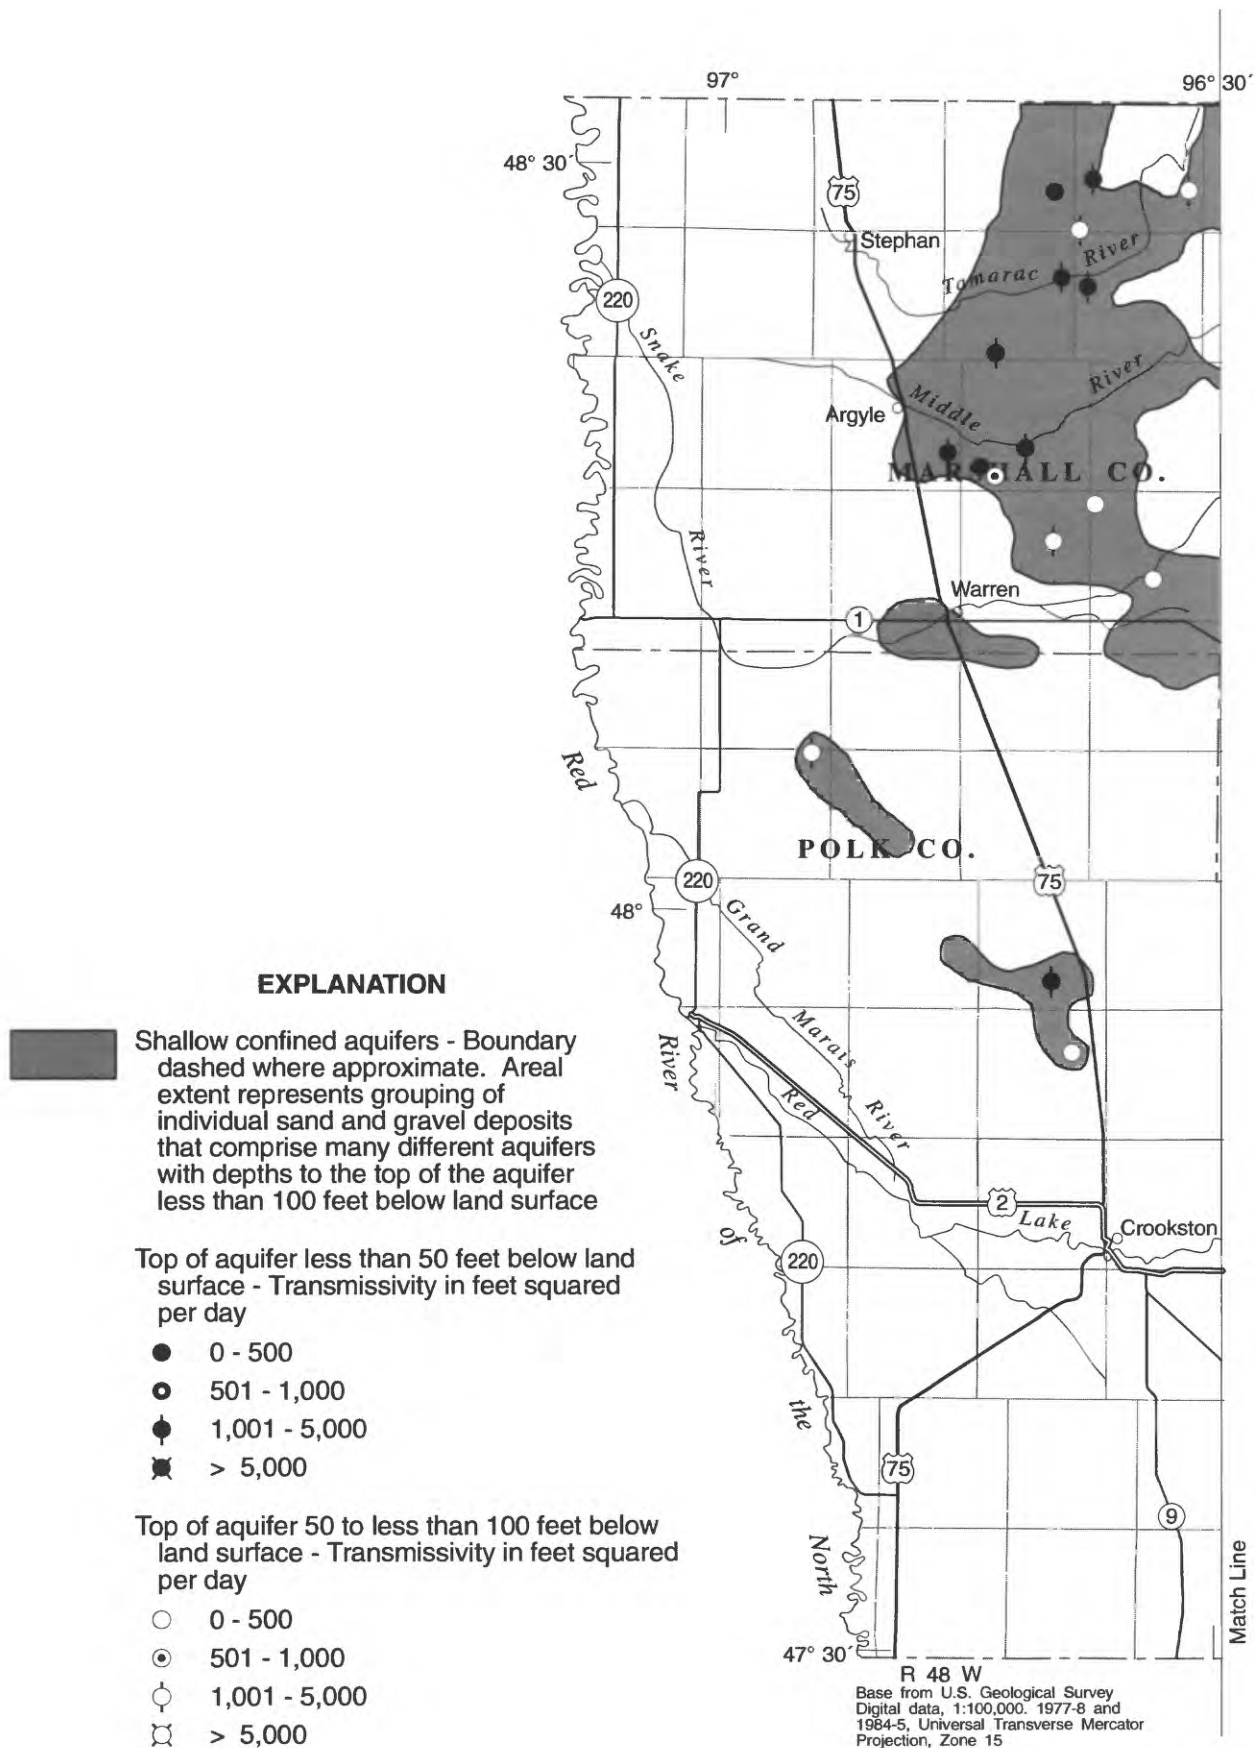 97°
96° 30´
48° 30´
75
Stephan
Tamarac River
220
Snake
River
Argyle
Middle River
MARSHALL CO.
Warren
1
Red
POLK CO.
75
220
48°
Grand
Marais
River
River
Red
Lake
2
Crookston
of
220
the
75
9
North
47° 30´
Match Line
R 48 W
Base from U.S. Geological Survey
Digital data, 1:100,000. 1977-8 and
1984-5, Universal Transverse Mercator
Projection, Zone 15
EXPLANATION
Shallow confined aquifers - Boundary
dashed where approximate. Areal
extent represents grouping of
individual sand and gravel deposits
that comprise many different aquifers
with depths to the top of the aquifer
less than 100 feet below land surface
Top of aquifer less than 50 feet below land
surface - Transmissivity in feet squared
per day
0 - 500
501 - 1,000
1,001 - 5,000
> 5,000
Top of aquifer 50 to less than 100 feet below
land surface - Transmissivity in feet squared
per day
0 - 500
501 - 1,000
1,001 - 5,000
> 5,000